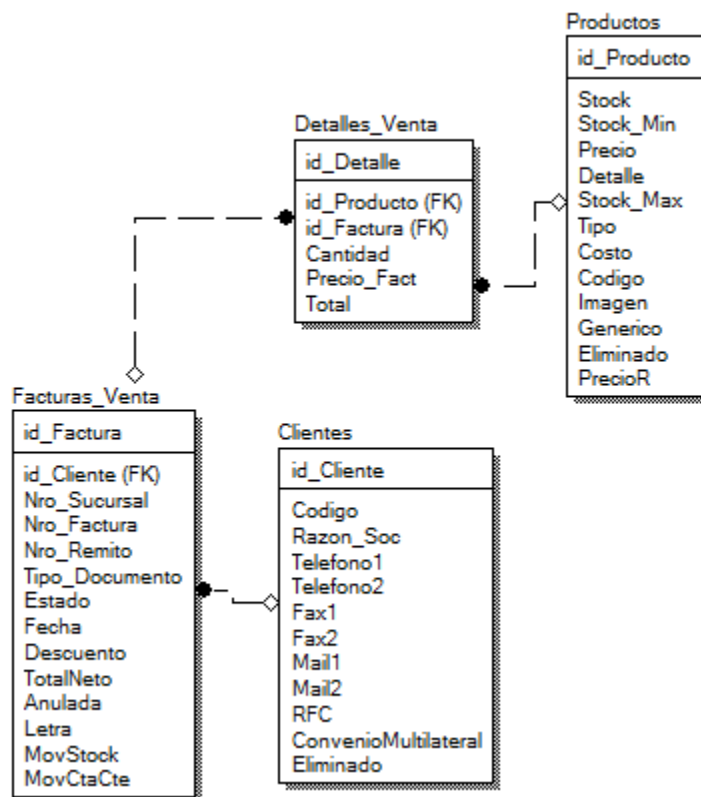 Productos
id_Producto
Stock
Stock_Min
Precio
Detalle
Stock_Max
Tipo
Costo
Codigo
Imagen
Generico
Eliminado
PrecioR
Detalles_Venta
id_Detalle
id_Producto (FK)
id_Factura (FK)
Cantidad
Precio_Fact
Total
Facturas_Venta
id_Factura
id_Cliente (FK)
Nro_Sucursal
Nro_Factura
Nro_Remito
Tipo_Documento
Estado
Fecha
Descuento
TotalNeto
Anulada
Letra
MovStock
MovCtaCte
Clientes
id_Cliente
Codigo
Razon_Soc
Telefono1
Telefono2
Fax1
Fax2
Mail1
Mail2
RFC
ConvenioMultilateral
Eliminado